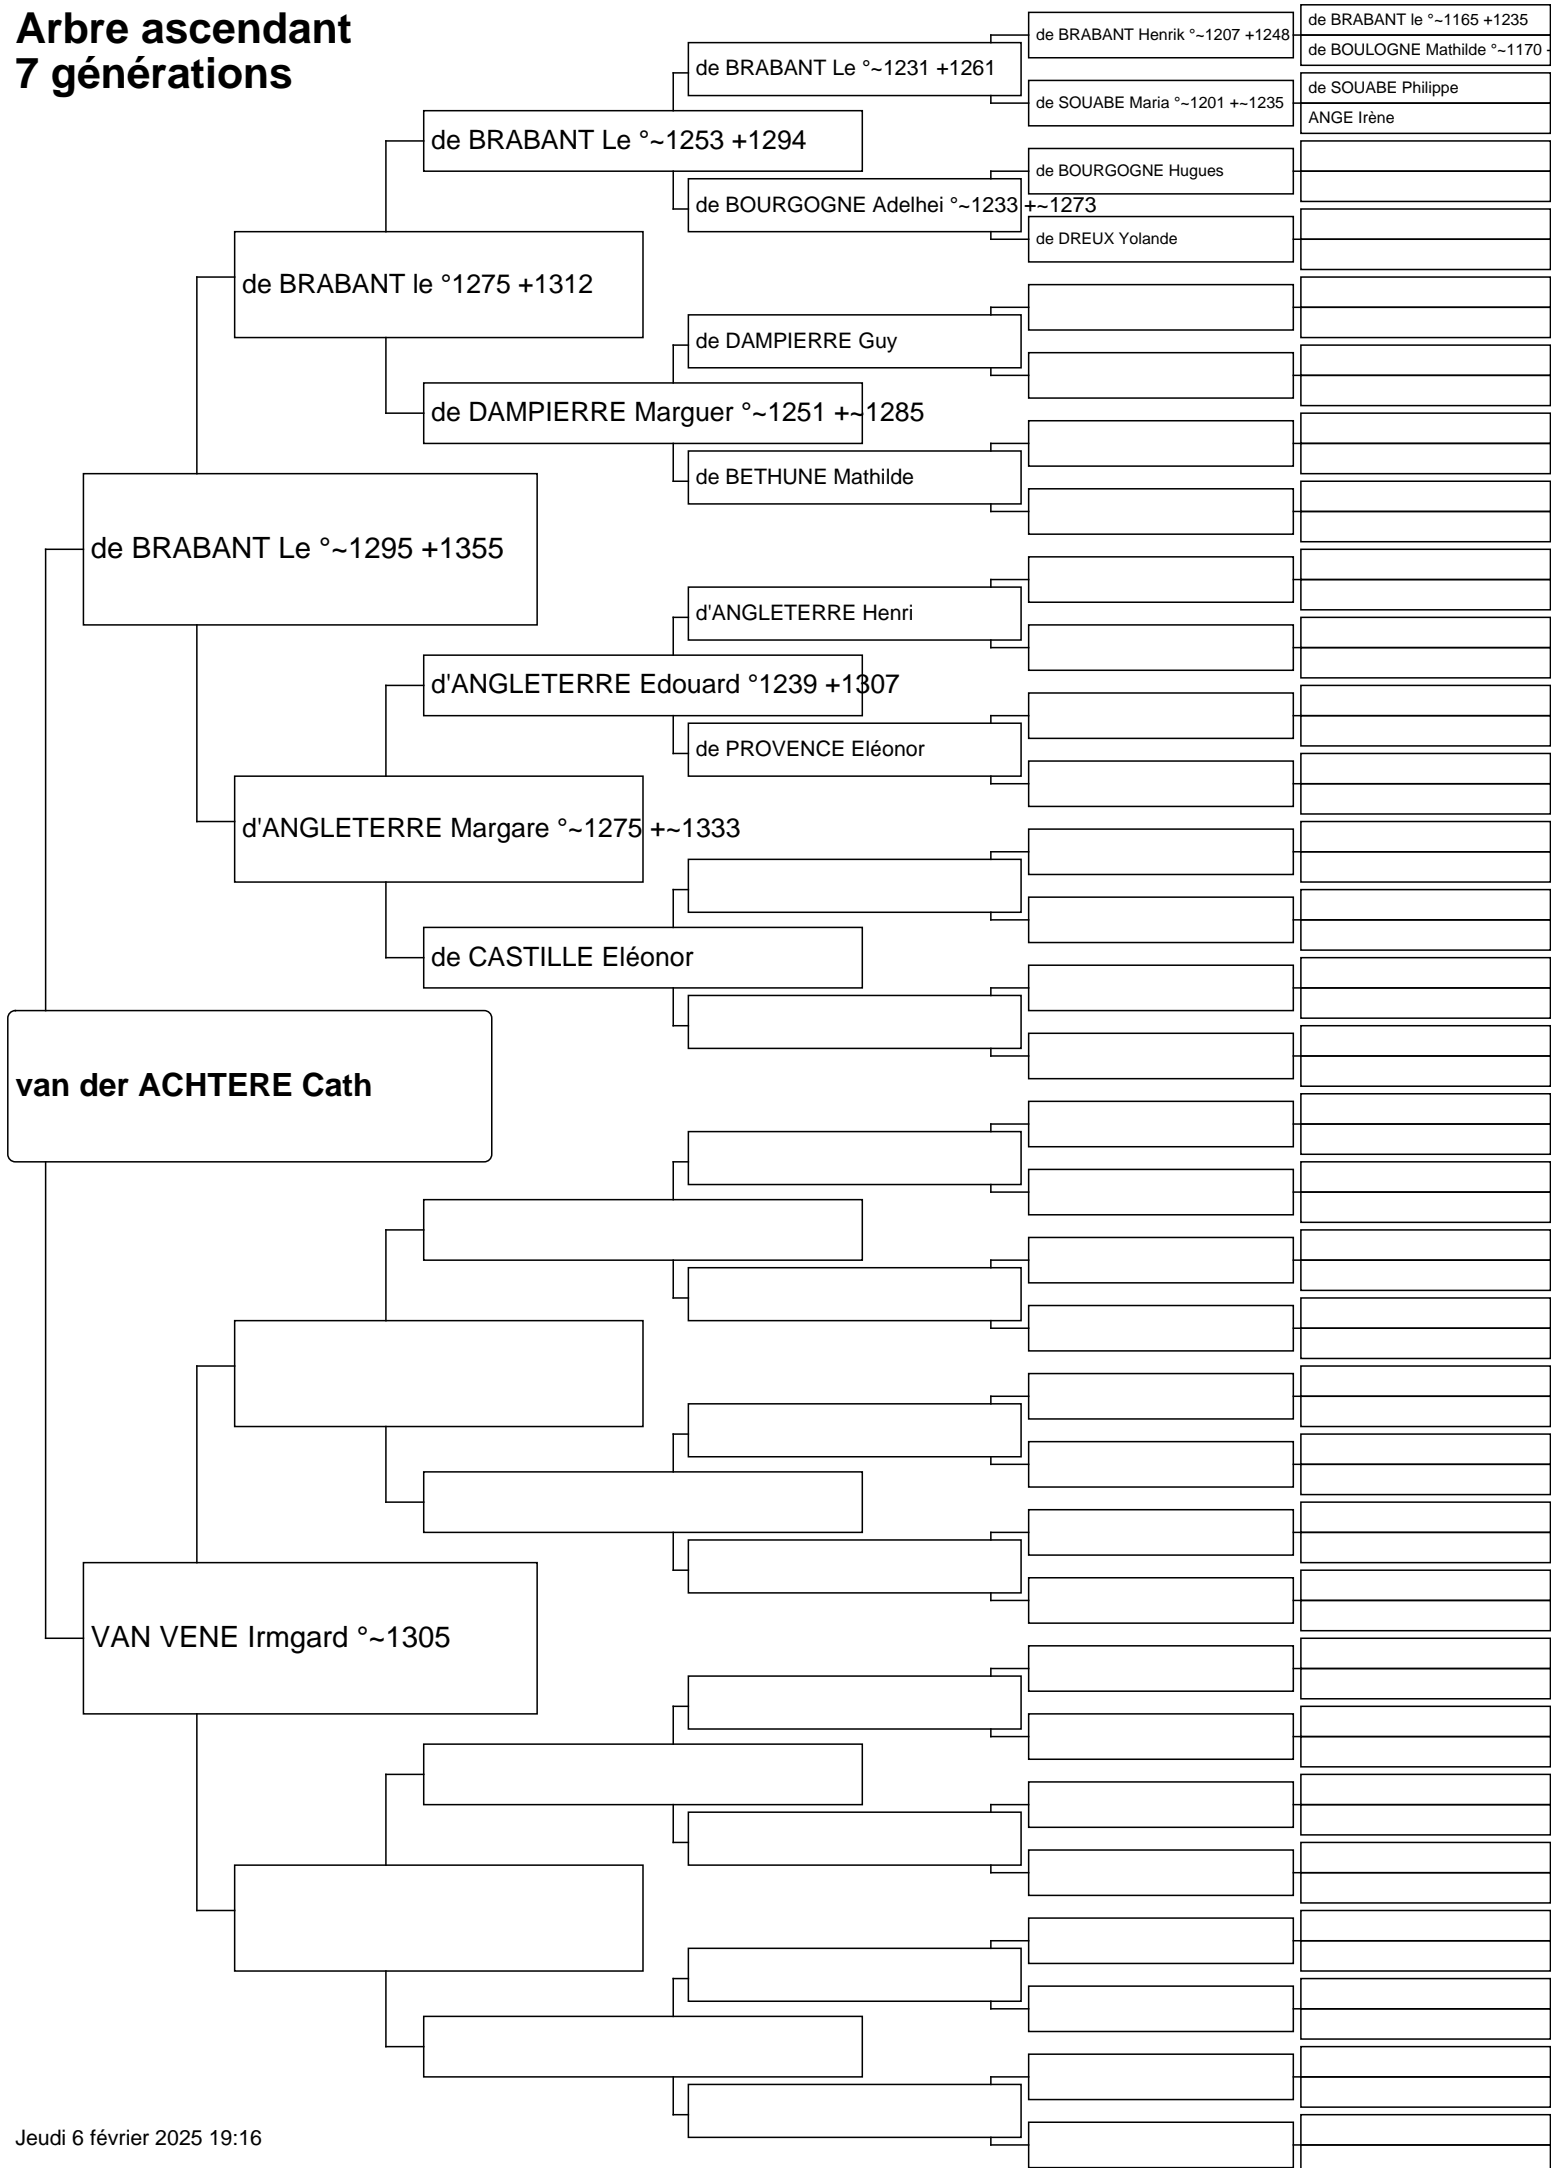 Arbre ascendant
7 générations
de BRABANT le °~1165 +1235
de BRABANT Henrik °~1207 +1248
de BOULOGNE Mathilde °~1170 -
de BRABANT Le °~1231 +1261
de SOUABE Philippe
de SOUABE Maria °~1201 +~1235
ANGE Irène
de BRABANT Le °~1253 +1294
de BOURGOGNE Hugues
de BOURGOGNE Adelhei °~1233 +~1273
de DREUX Yolande
de BRABANT le °1275 +1312
de DAMPIERRE Guy
de DAMPIERRE Marguer °~1251 +~1285
de BETHUNE Mathilde
de BRABANT Le °~1295 +1355
d'ANGLETERRE Henri
d'ANGLETERRE Edouard °1239 +1307
de PROVENCE Eléonor
d'ANGLETERRE Margare °~1275 +~1333
de CASTILLE Eléonor
van der ACHTERE Cath
VAN VENE Irmgard °~1305
Jeudi 6 février 2025 19:16